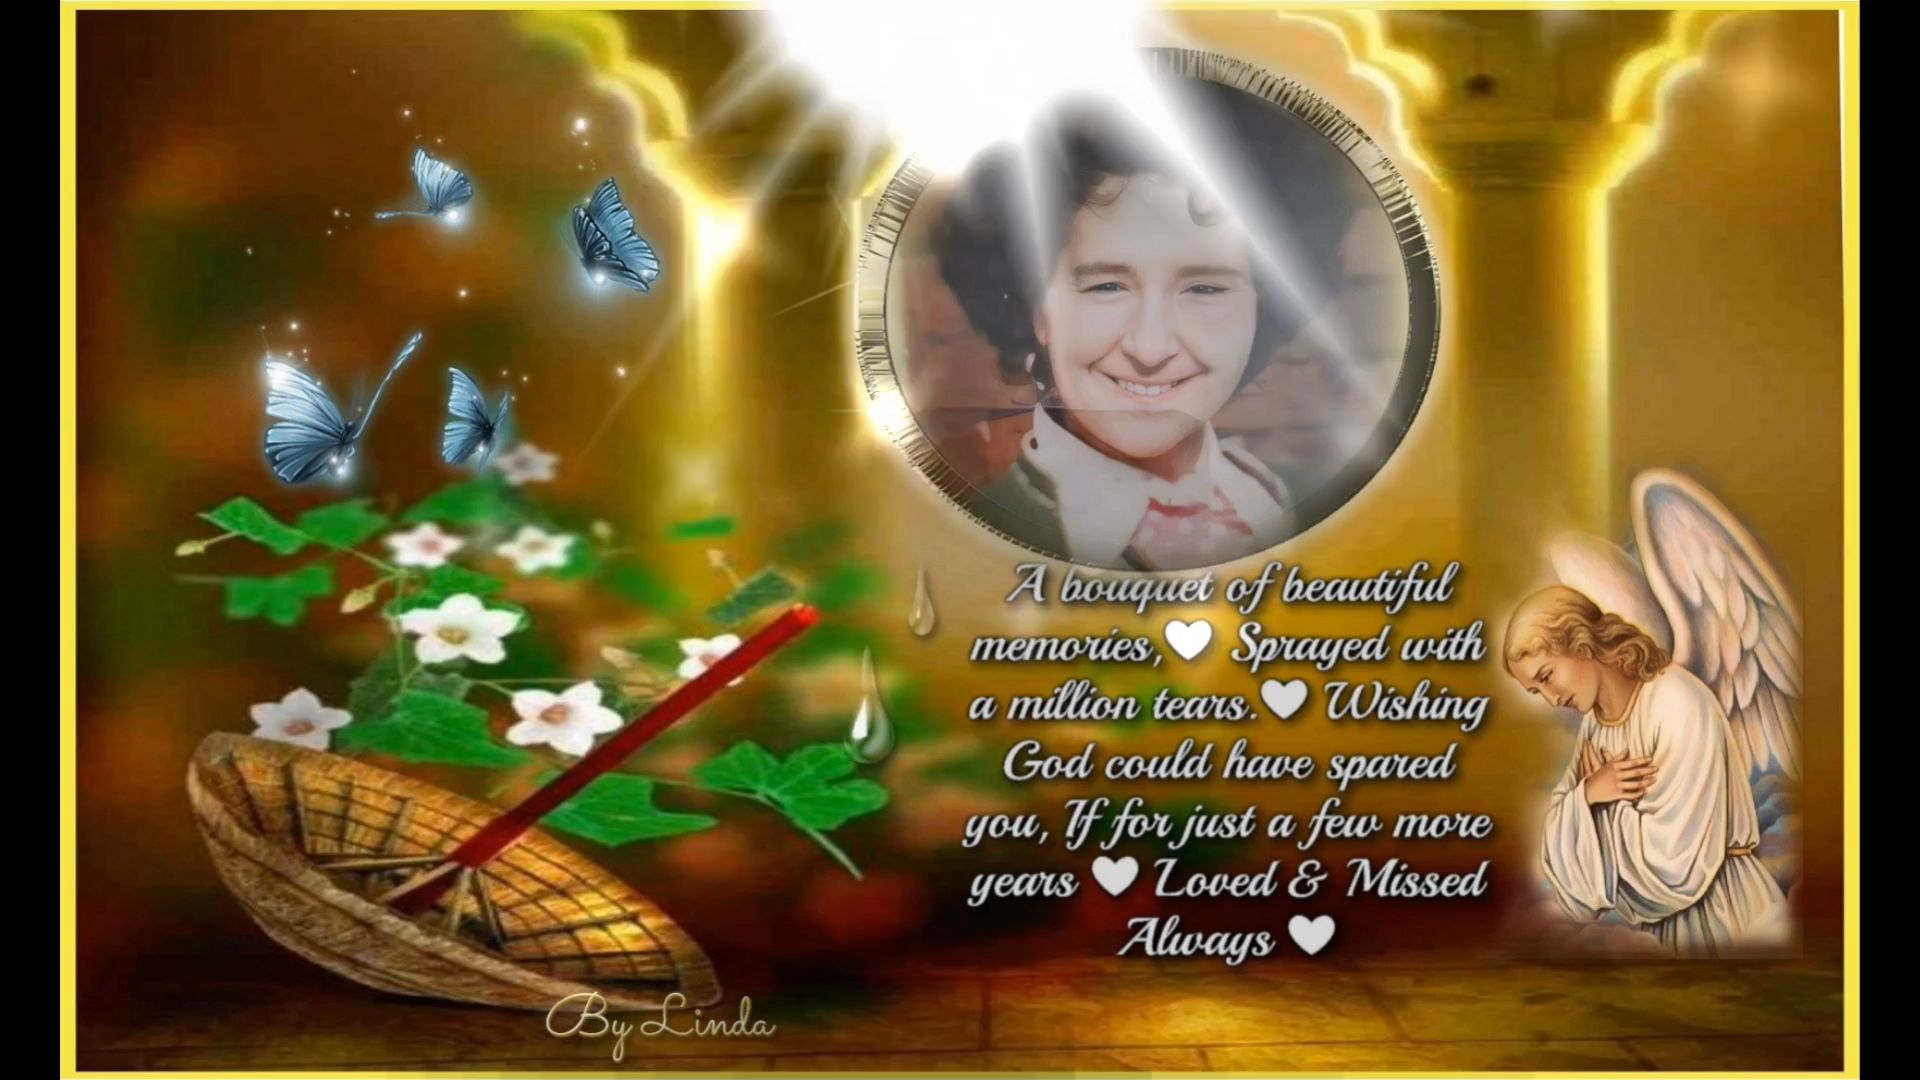 A bouquet of beautiful
memories,🤍 Sprayed with
a million tears.🤍 Wishing
God could have spared
you, If for just a few more
years 🤍 Loved & Missed
Always 🤍
By Linda